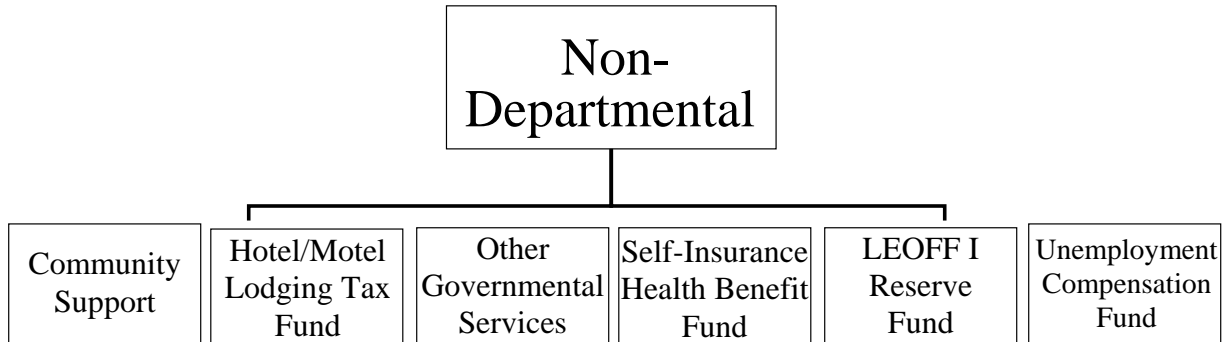 Non-
Departmental
Community
Support
Hotel/Motel
Lodging Tax
Fund
Other
Governmental
Services
Self-Insurance
Health Benefit
Fund
LEOFF I
Reserve
Fund
Unemployment
Compensation
Fund